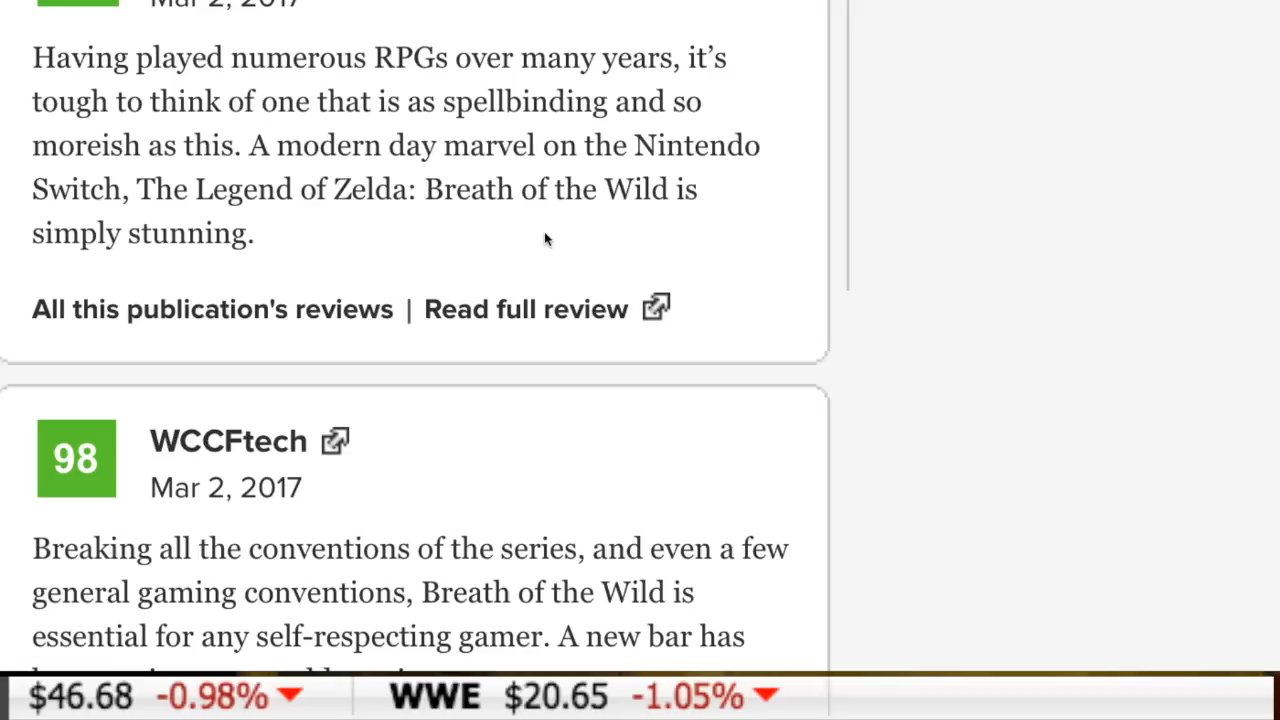 Mar 2, 2017
Having played numerous RPGs over many years, it's
tough to think of one that is as spellbinding and so
moreish as this. A modern day marvel on the Nintendo
Switch, The Legend of Zelda: Breath of the Wild is
simply stunning.
All this publication's reviews | Read full review
98 WCCFtech
Mar 2, 2017
Breaking all the conventions of the series, and even a few
general gaming conventions, Breath of the Wild is
essential for any self-respecting gamer. A new bar has
$46.68 -0.98% WWE $20.65 -1.05%